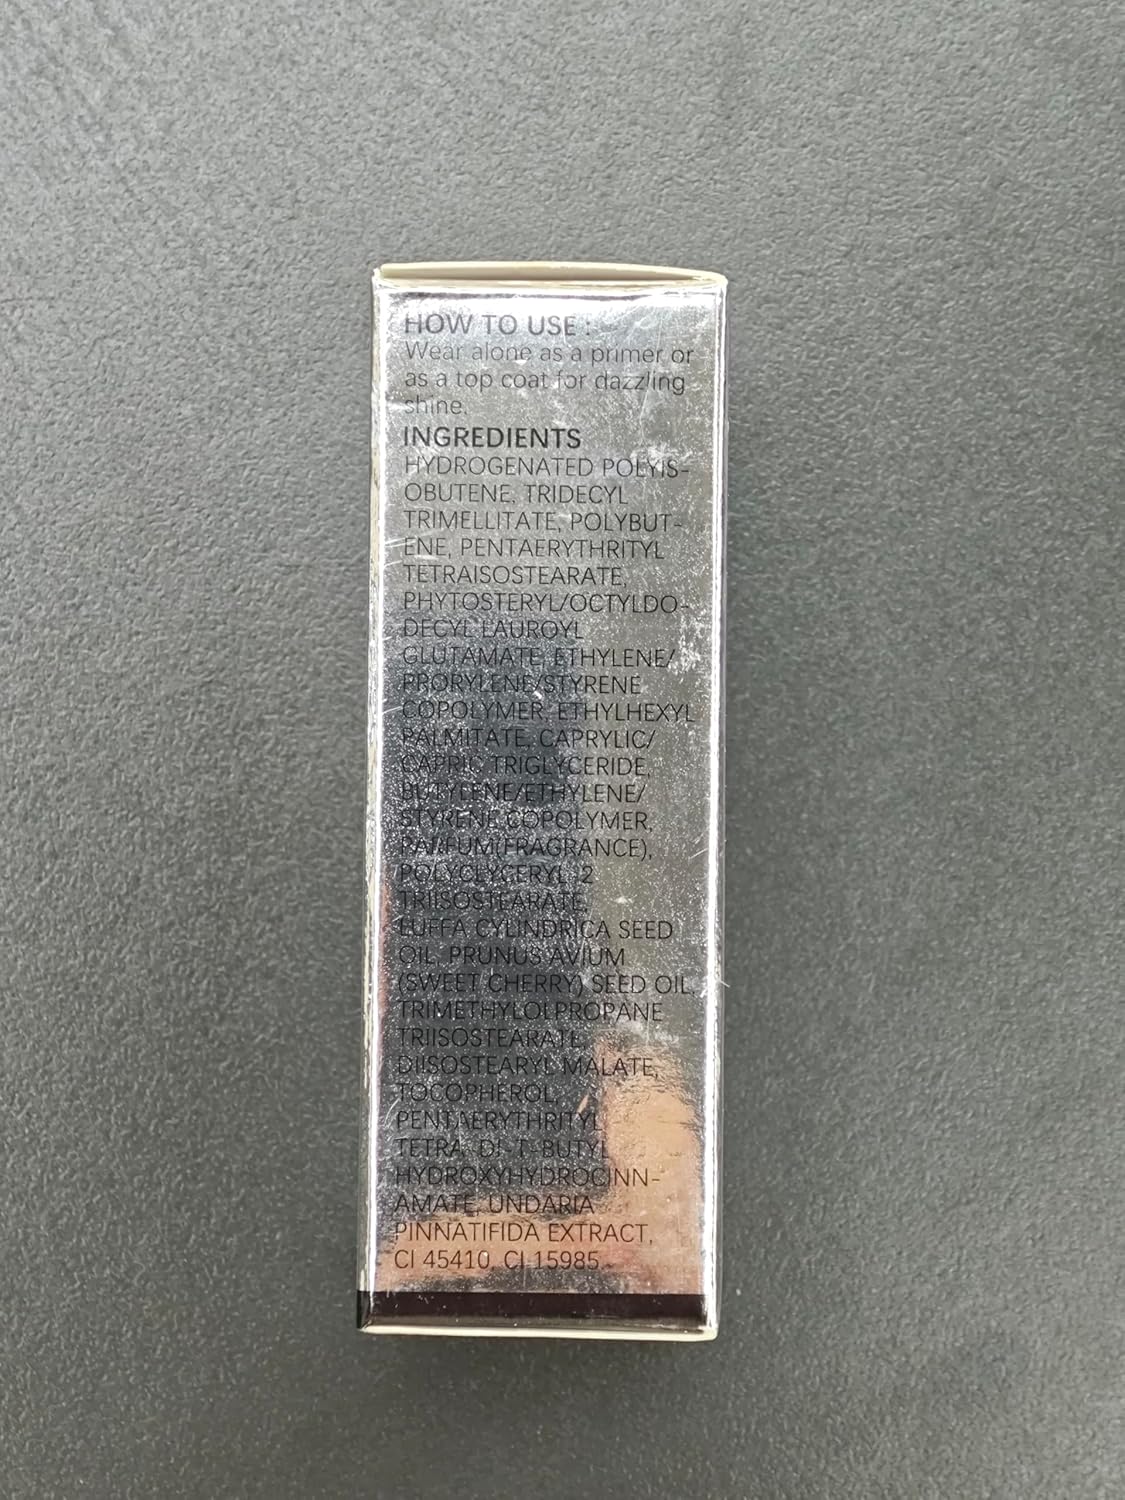 HOW TO USE :
Wear alone as a primer or
as a top coat for dazzling
shine.
INGREDIENTS
HYDROGENATED POLYIS-
OBUTENE, TRIDECYL
TRIMELLITATE, POLYBUT-
ENE, PENTAERYTHRITYL
TETRAISOSTEARATE,
PHYTOSTERYL/OCTYLDO-
DECYL LAUROYL
GLUTAMATE, ETHYLENE/
PRORYLENE/STYRENE
COPOLYMER, ETHYLHEXYL
PALMITATE, CAPRYLIC/
CAPRIC TRIGLYCERIDE,
BUTYLENE/ETHYLENE/
STYRENE COPOLYMER,
PARFUM(FRAGRANCE),
POLYCLYCERYL-2
TRIISOSTEARATE,
LUFFA CYLINDRICA SEED
OIL, PRUNUS AVIUM
(SWEET CHERRY) SEED OIL,
TRIMETHYLOLPROPANE
TRIISOSTEARATE,
DIISOSTEARYL MALATE,
TOCOPHEROL,
PENTAERYTHRITYL
TETRA-DI-T-BUTYL
HYDROXYHYDROCINN-
AMATE, UNDARIA
PINNATIFIDA EXTRACT,
CI 45410, CI 15985